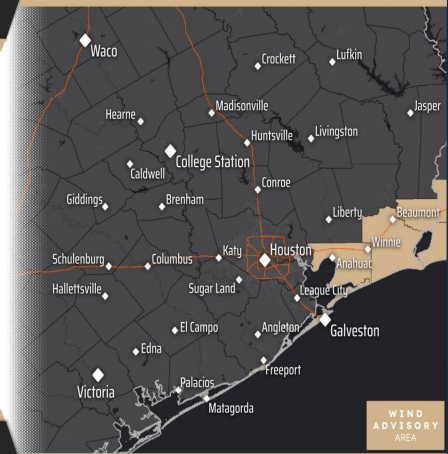 Waco
Crockett
Lufkin
Hearne
Madisonville
Jasper
Huntsville
Livingston
College Station
Caldwell
Conroe
Giddings
Brenham
Liberty
Beaumont
Schulenburg
Columbus
Katy
Houston
Winnie
Anahuac
Hallettsville
Sugar Land
League City
El Campo
Angleton
Galveston
Edna
Freeport
Victoria
Palacios
Matagorda
WIND
ADVISORY
AREA